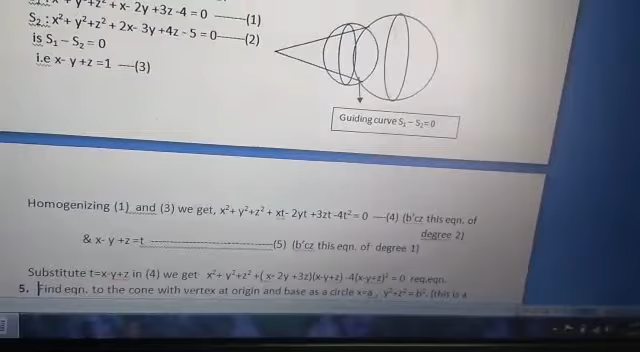 y²+z²+ x- 2y +3z -4 = 0 ———(1)
S₂ : x²+ y²+z² + 2x- 3y +4z - 5 = 0———(2)
is S₁ – S₂ = 0
i.e x- y +z =1 —(3)
Guiding curve S₁ – S₂=0
Homogenizing (1) and (3) we get, x²+ y²+z² + xt- 2yt +3zt -4t² = 0 —(4) (b'cz this eqn. of
degree 2)
& x- y +z =t ————————(5) (b'cz this eqn. of degree 1)
Substitute t=x-y+z in (4) we get x²+ y²+z² +( x- 2y +3z)(x-y+z) -4(x-y+z)² = 0 req.eqn.
5. Find eqn. to the cone with vertex at origin and base as a circle x=a , y²+z² = b². (this is a